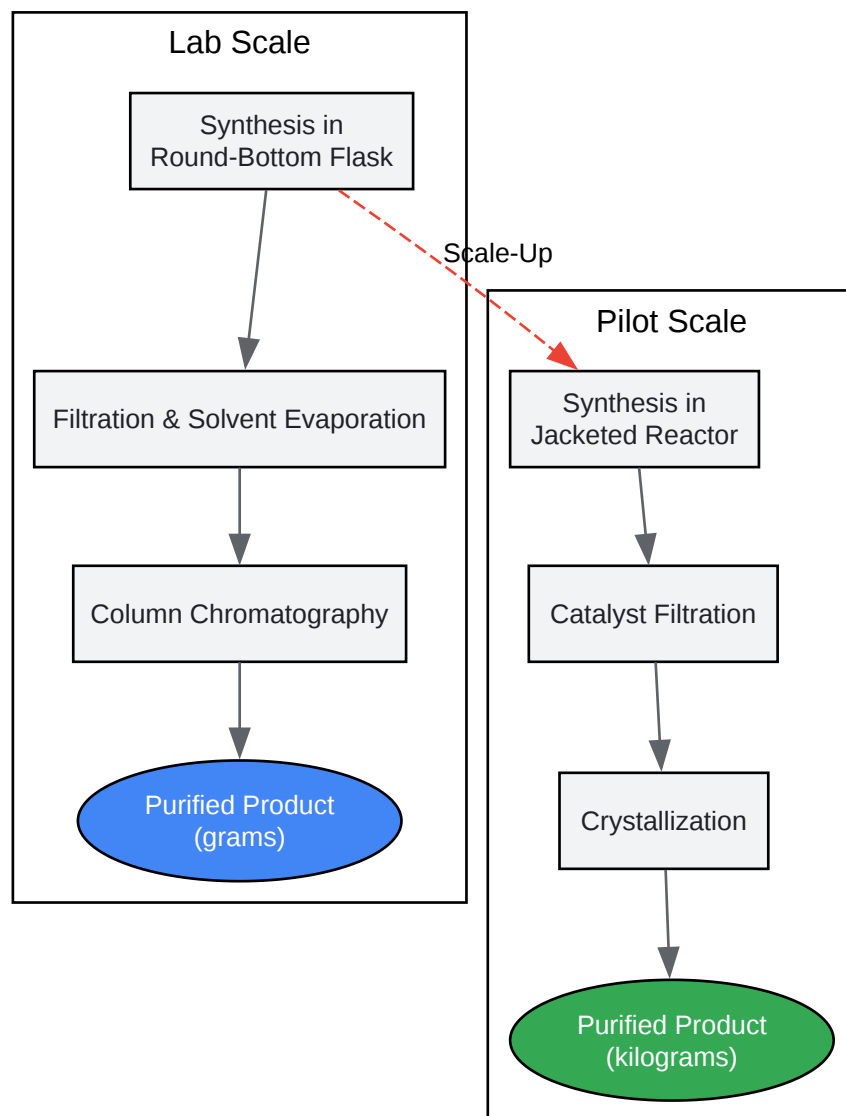 Lab Scale
Synthesis in
Round-Bottom Flask
Filtration & Solvent Evaporation
Column Chromatography
Purified Product
(grams)
Scale-Up
Pilot Scale
Synthesis in
Jacketed Reactor
Catalyst Filtration
Crystallization
Purified Product
(kilograms)